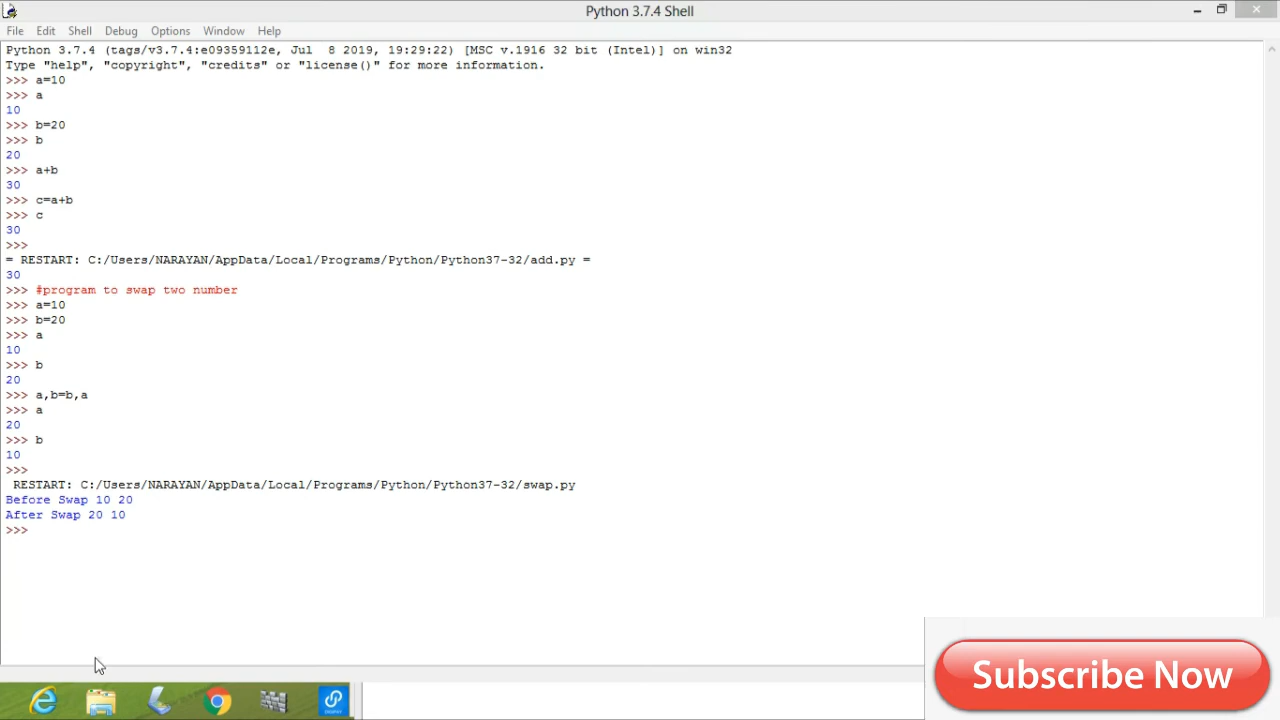 Python 3.7.4 Shell
File Edit Shell Debug Options Window Help
Python 3.7.4 (tags/v3.7.4:e09359112e, Jul  8 2019, 19:29:22) [MSC v.1916 32 bit (Intel)] on win32
Type "help", "copyright", "credits" or "license()" for more information.
>>> a=10
>>> a
10
>>> b=20
>>> b
20
>>> a+b
30
>>> c=a+b
>>> c
30
>>>
= RESTART: C:/Users/NARAYAN/AppData/Local/Programs/Python/Python37-32/add.py =
30
>>> #program to swap two number
>>> a=10
>>> b=20
>>> a
10
>>> b
20
>>> a,b=b,a
>>> a
20
>>> b
10
>>>
 RESTART: C:/Users/NARAYAN/AppData/Local/Programs/Python/Python37-32/swap.py
Before Swap 10 20
After Swap 20 10
>>>
Subscribe Now